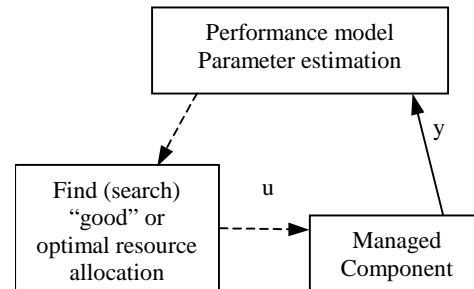 Performance model
Parameter estimation
y
u
Find (search)
“good” or
optimal resource
allocation
Managed
Component